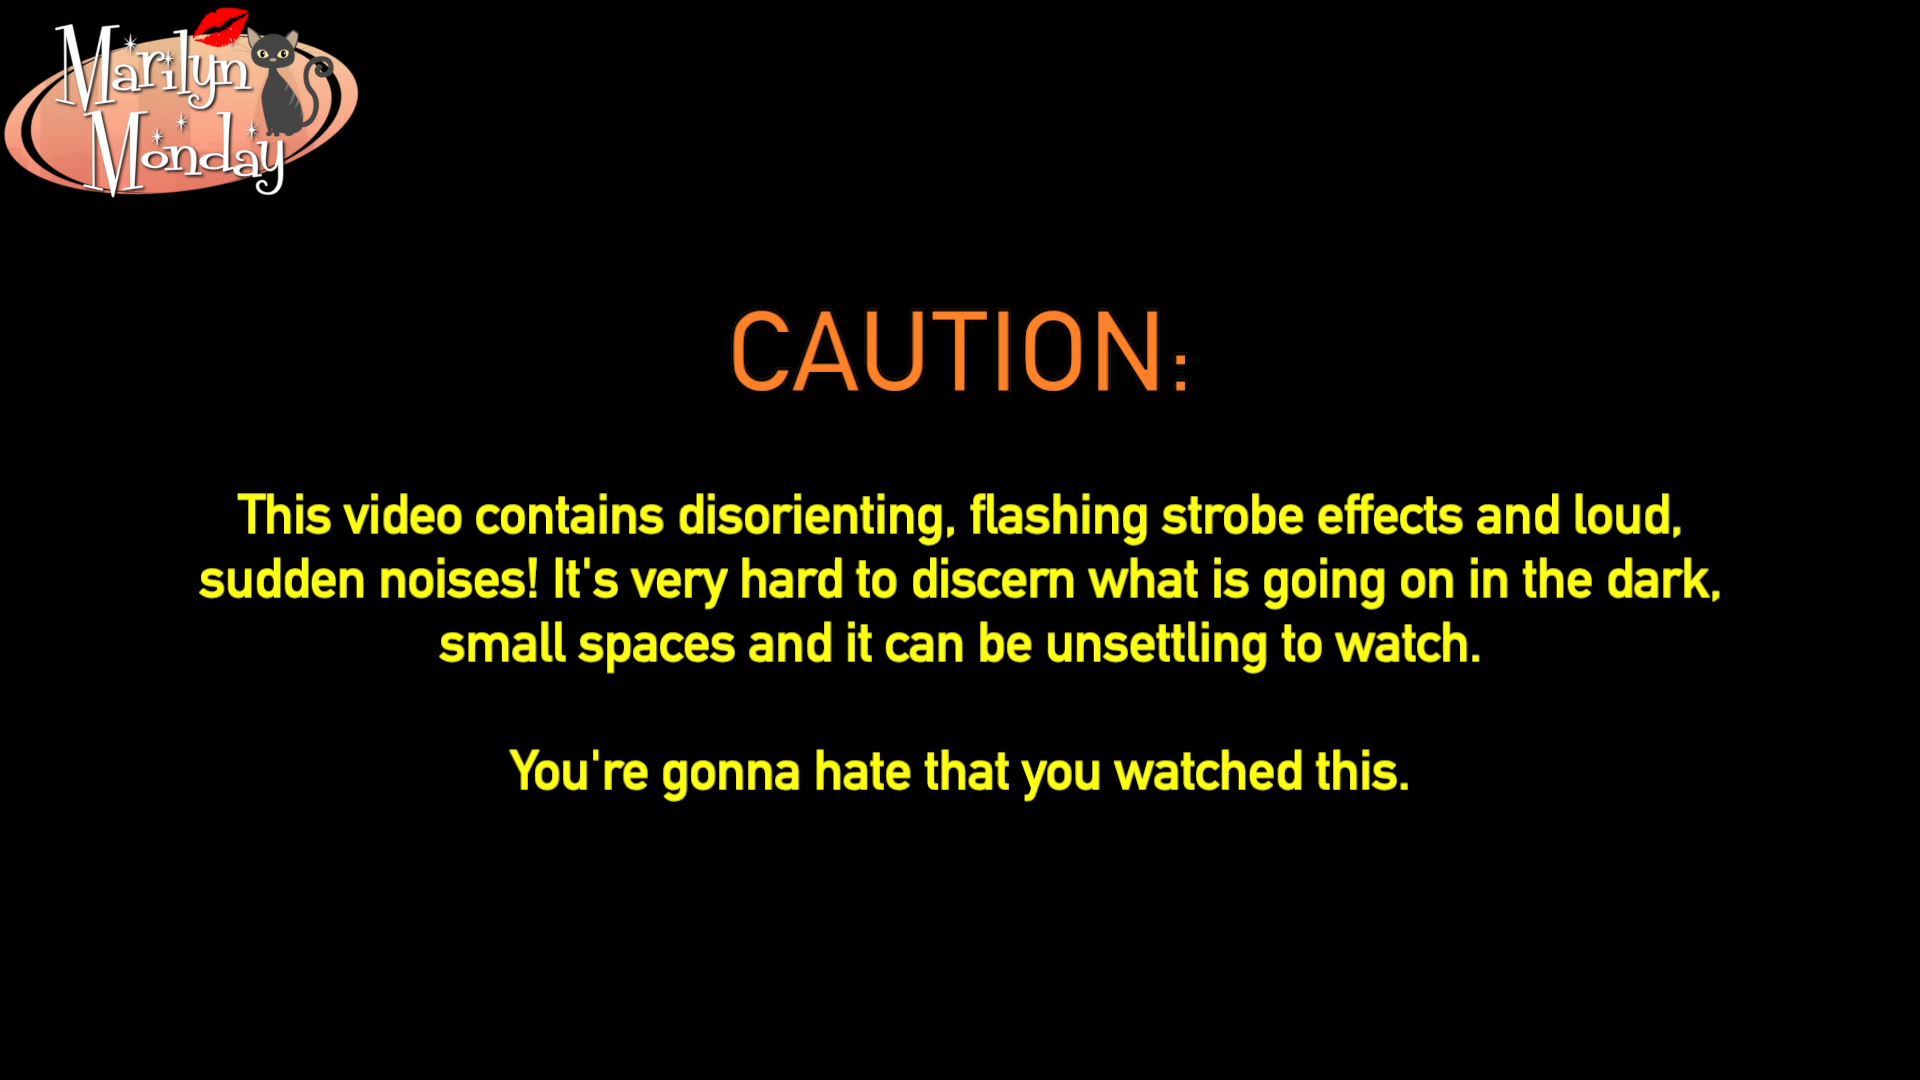 Marilyn
Monday
CAUTION:
This video contains disorienting, flashing strobe effects and loud,
sudden noises! It's very hard to discern what is going on in the dark,
small spaces and it can be unsettling to watch.
You're gonna hate that you watched this.